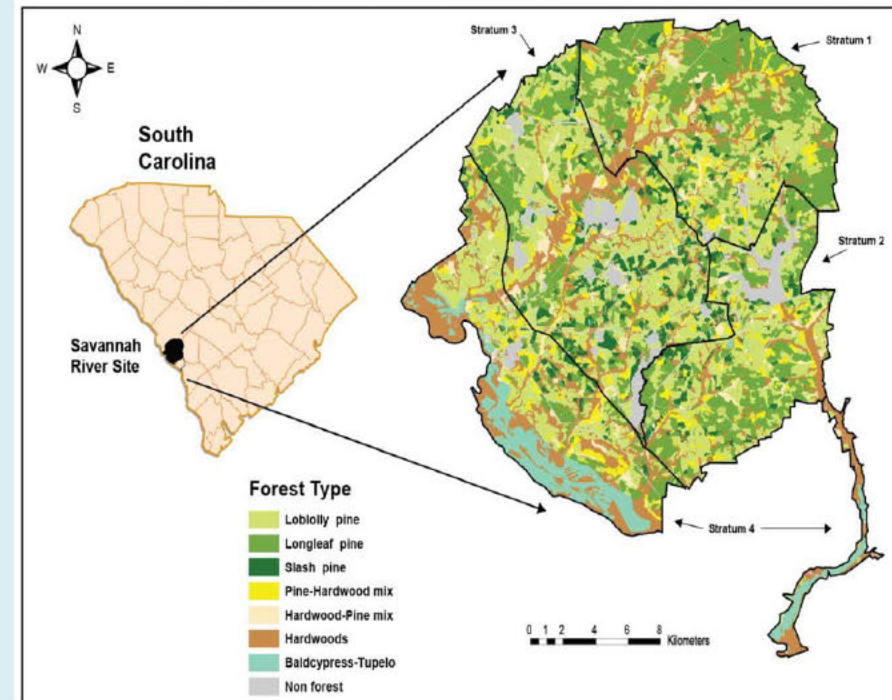 N
W E
S
South
Carolina
Savannah
River Site
Stratum 3
Stratum 1
Stratum 2
Stratum 4
Forest Type
Loblolly pine
Longleaf pine
Slash pine
Pine-Hardwood mix
Hardwood-Pine mix
Hardwoods
Baldcypress-Tupelo
Non forest
0 1 2 4 6 8
Kilometers